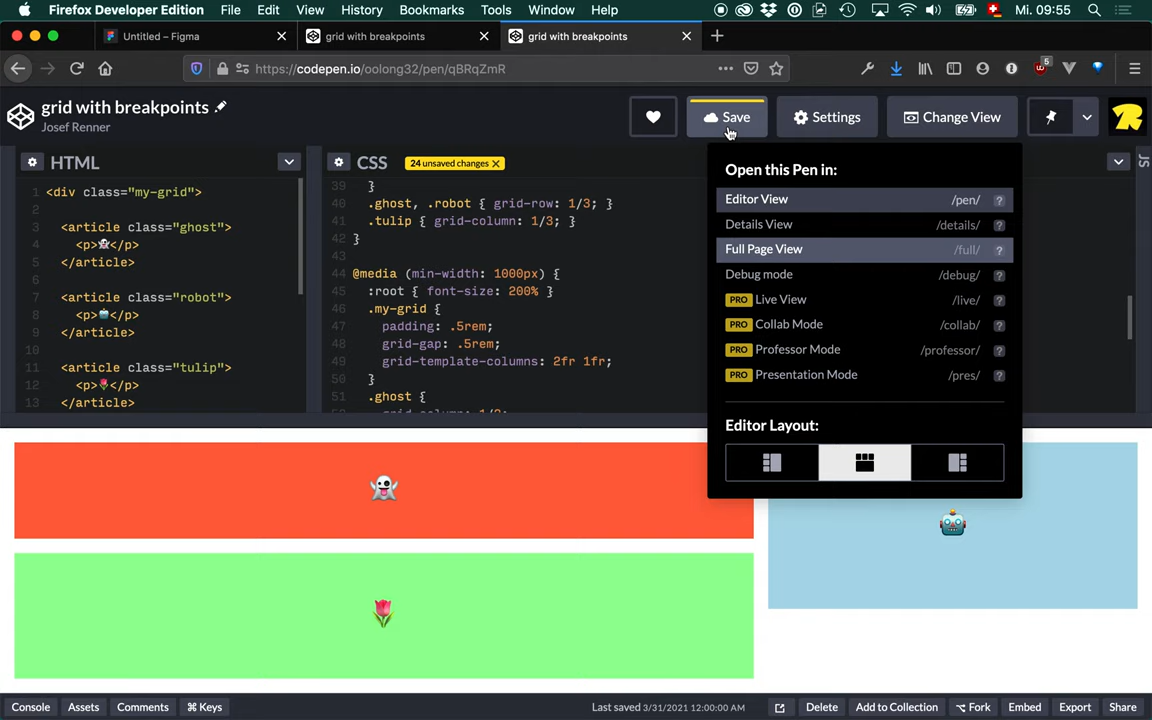 Firefox Developer Edition File Edit View History Bookmarks Tools Window Help Mi. 09:55
Untitled – Figma
grid with breakpoints
grid with breakpoints
https://codepen.io/oolong32/pen/qBRqZmR
5
grid with breakpoints
Josef Renner
Save
Settings
Change View
HTML
CSS
24 unsaved changes ×
JS
1 <div class="my-grid">
2
3 <article class="ghost">
4 <p>👻</p>
5 </article>
6
7 <article class="robot">
8 <p>🤖</p>
9 </article>
10
11 <article class="tulip">
12 <p>🌷</p>
13 </article>
39 }
40 .ghost, .robot { grid-row: 1/3; }
41 .tulip { grid-column: 1/3; }
42 }
43
44 @media (min-width: 1000px) {
45 :root { font-size: 200% }
46 .my-grid {
47 padding: .5rem;
48 grid-gap: .5rem;
49 grid-template-columns: 2fr 1fr;
50 }
51 .ghost {
Open this Pen in:
Editor View /pen/ ?
Details View /details/ ?
Full Page View /full/ ?
Debug mode /debug/ ?
PRO Live View /live/ ?
PRO Collab Mode /collab/ ?
PRO Professor Mode /professor/ ?
PRO Presentation Mode /pres/ ?
Editor Layout:
Console Assets Comments ⌘ Keys
Last saved 3/31/2021 12:00:00 AM
Delete Add to Collection Fork Embed Export Share